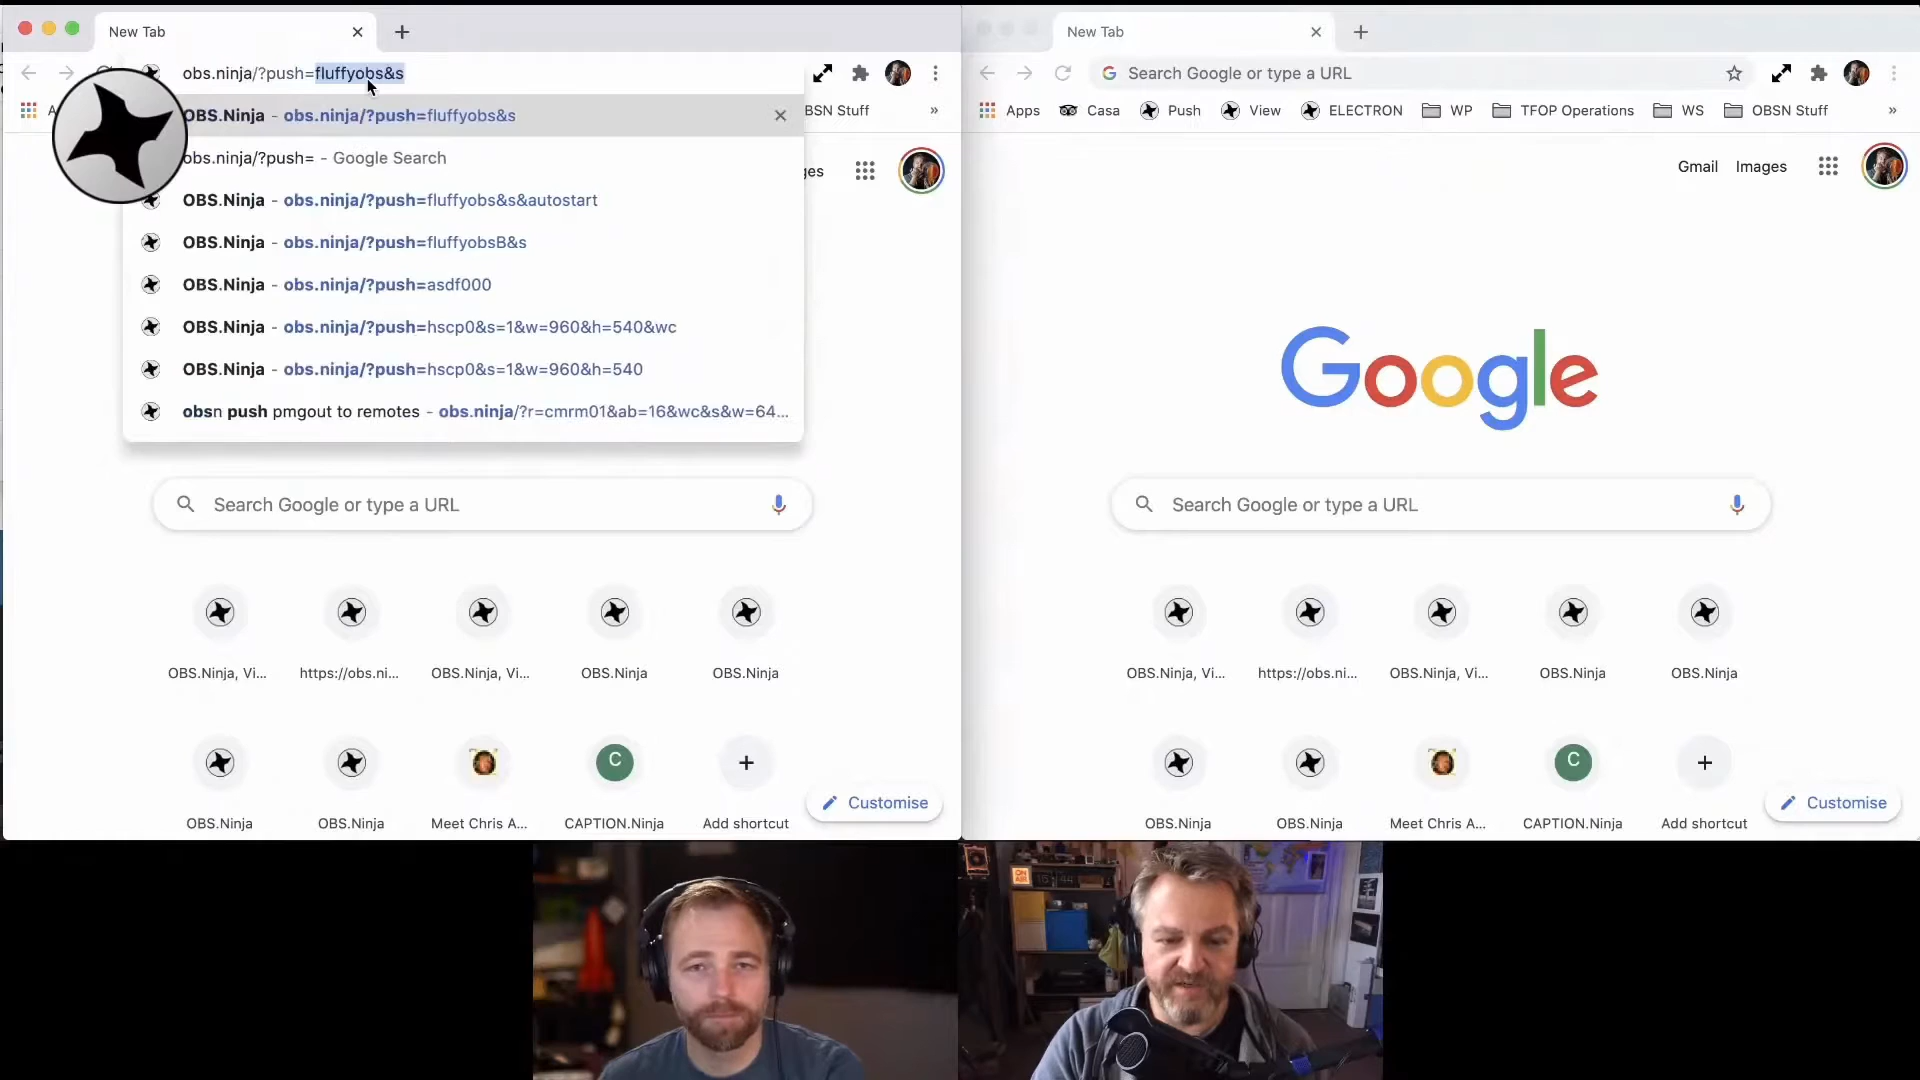 New Tab
obs.ninja/?push=fluffyobs&s
OBS.Ninja - obs.ninja/?push=fluffyobs&s
obs.ninja/?push= - Google Search
OBS.Ninja - obs.ninja/?push=fluffyobs&s&autostart
OBS.Ninja - obs.ninja/?push=fluffyobsB&s
OBS.Ninja - obs.ninja/?push=asdf000
OBS.Ninja - obs.ninja/?push=hscp0&s=1&w=960&h=540&wc
OBS.Ninja - obs.ninja/?push=hscp0&s=1&w=960&h=540
obsn push pmgout to remotes - obs.ninja/?r=cmrm01&ab=16&wc&s&w=64...
A
BSN Stuff
»
ges
Search Google or type a URL
OBS.Ninja, Vi...
https://obs.ni...
OBS.Ninja, Vi...
OBS.Ninja
OBS.Ninja
C
OBS.Ninja
OBS.Ninja
Meet Chris A...
CAPTION.Ninja
Add shortcut
Customise
New Tab
Search Google or type a URL
Apps
Casa
Push
View
ELECTRON
WP
TFOP Operations
WS
OBSN Stuff
»
Gmail
Images
Google
Search Google or type a URL
OBS.Ninja, Vi...
https://obs.ni...
OBS.Ninja, Vi...
OBS.Ninja
OBS.Ninja
C
OBS.Ninja
OBS.Ninja
Meet Chris A...
CAPTION.Ninja
Add shortcut
Customise
ON
AIR